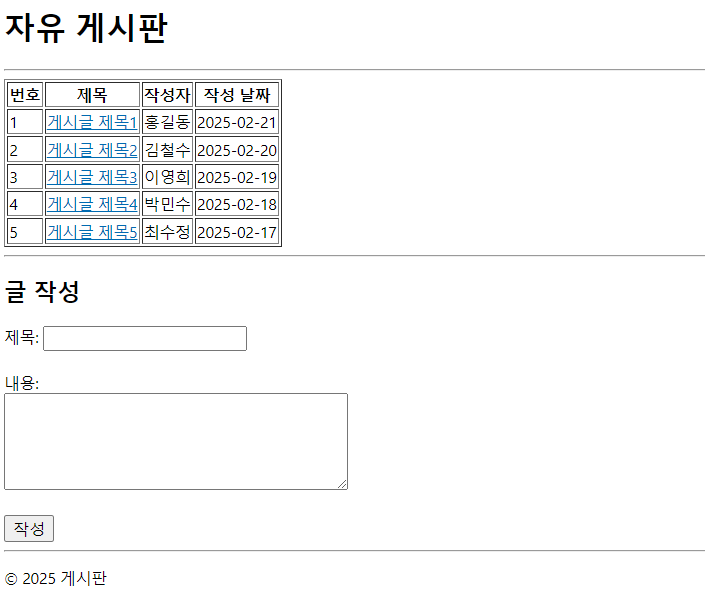 자유 게시판
번호 제목 작성자 작성 날짜
1 게시글 제목1 홍길동 2025-02-21
2 게시글 제목2 김철수 2025-02-20
3 게시글 제목3 이영희 2025-02-19
4 게시글 제목4 박민수 2025-02-18
5 게시글 제목5 최수정 2025-02-17
글 작성
제목:
내용:
작성
© 2025 게시판